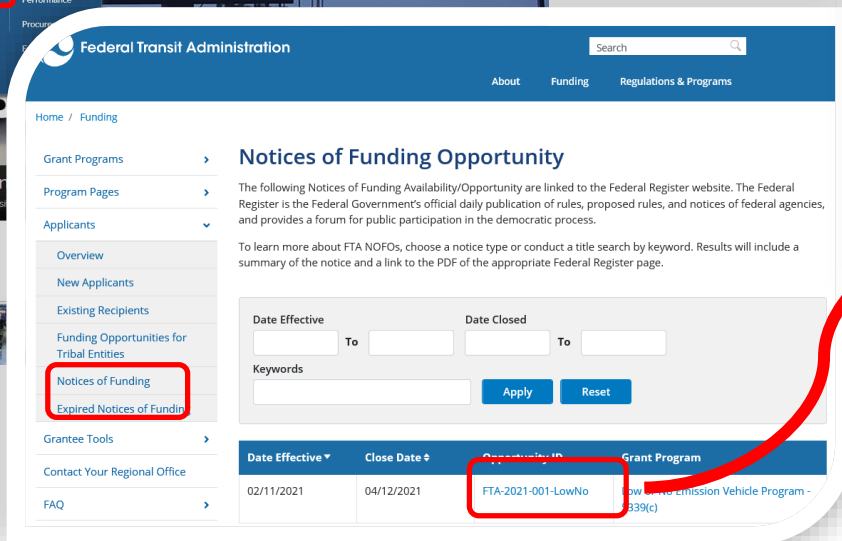 Performance
Federal Transit Administration
Search
About Funding Regulations & Programs
Home / Funding
Grant Programs
Program Pages
Applicants
Overview
New Applicants
Existing Recipients
Funding Opportunities for
Tribal Entities
Notices of Funding
Expired Notices of Funding
Grantee Tools
Contact Your Regional Office
FAQ
Notices of Funding Opportunity
The following Notices of Funding Availability/Opportunity are linked to the Federal Register website. The Federal
Register is the Federal Government's official daily publication of rules, proposed rules, and notices of federal agencies,
and provides a forum for public participation in the democratic process.
To learn more about FTA NOFOs, choose a notice type or conduct a title search by keyword. Results will include a
summary of the notice and a link to the PDF of the appropriate Federal Register page.
Date Effective Date Closed
To To
Keywords
Apply Reset
Date Effective Close Date Opportunity ID Grant Program
02/11/2021 04/12/2021 FTA-2021-001-LowNo Low or No Emission Vehicle Program -
5339(c)